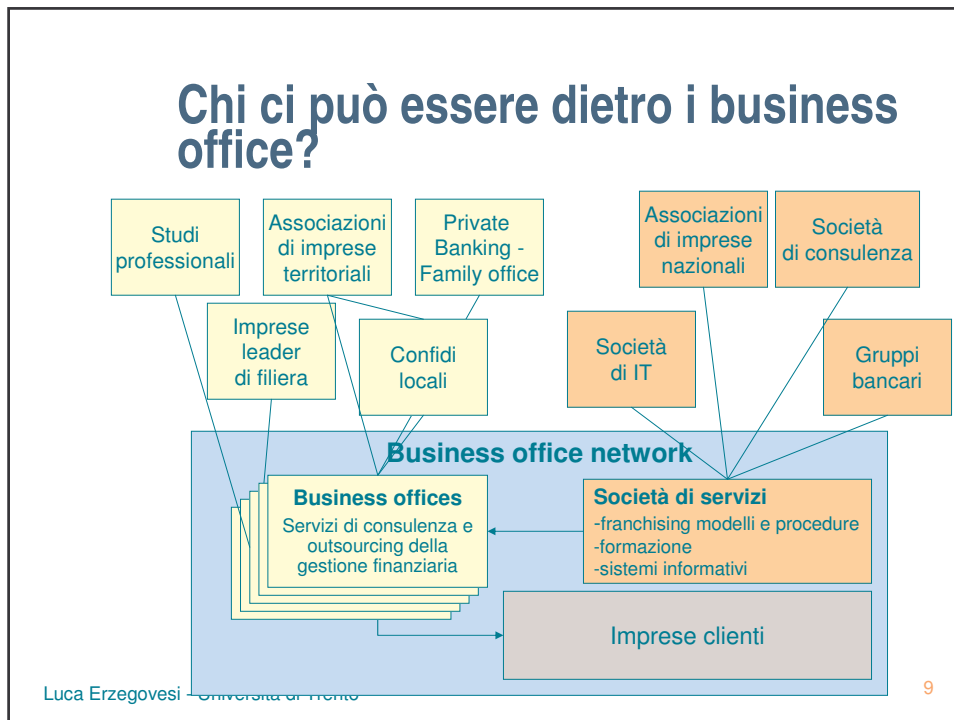 Chi ci può essere dietro i business
office?
Studi
professionali
Associazioni
di imprese
territoriali
Private
Banking -
Family office
Associazioni
di imprese
nazionali
Società
di consulenza
Imprese
leader
di filiera
Confidi
locali
Società
di IT
Gruppi
bancari
Business office network
Business offices
Servizi di consulenza e
outsourcing della
gestione finanziaria
Società di servizi
-franchising modelli e procedure
-formazione
-sistemi informativi
Imprese clienti
Luca Erzegovesi - Università di Trento
9